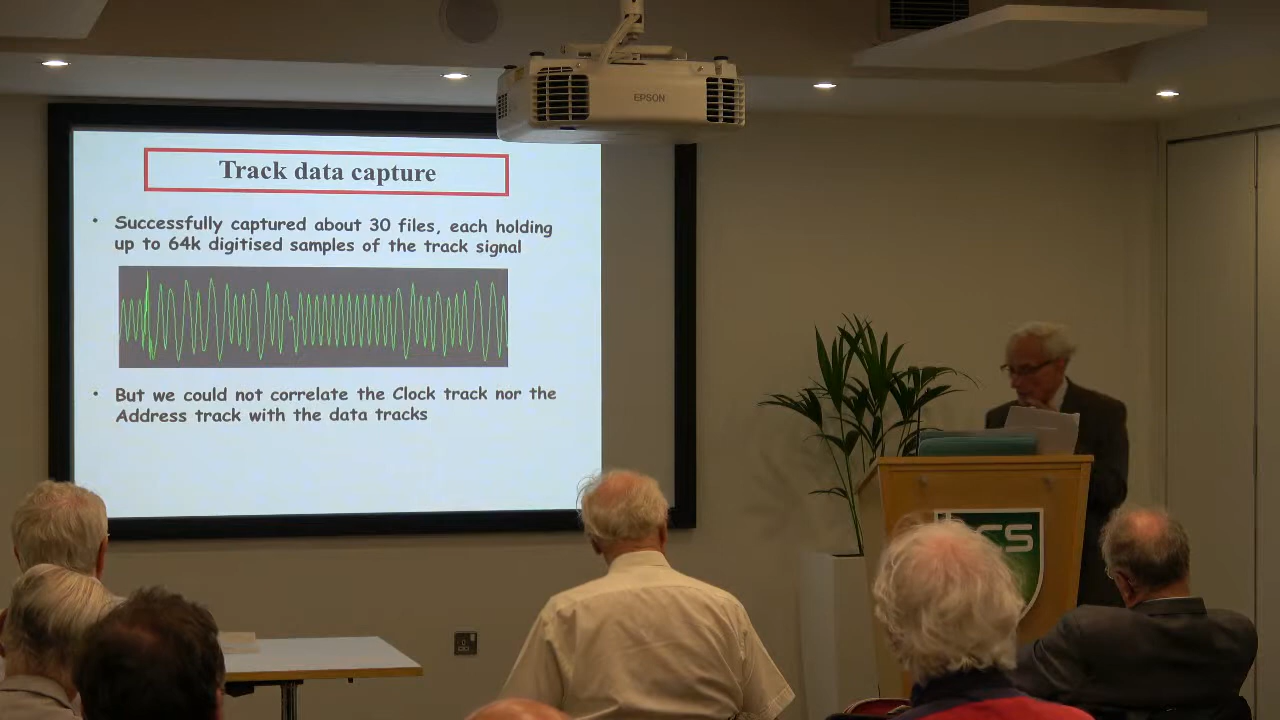 EPSON
Track data capture
• Successfully captured about 30 files, each holding
up to 64k digitised samples of the track signal
• But we could not correlate the Clock track nor the
Address track with the data tracks